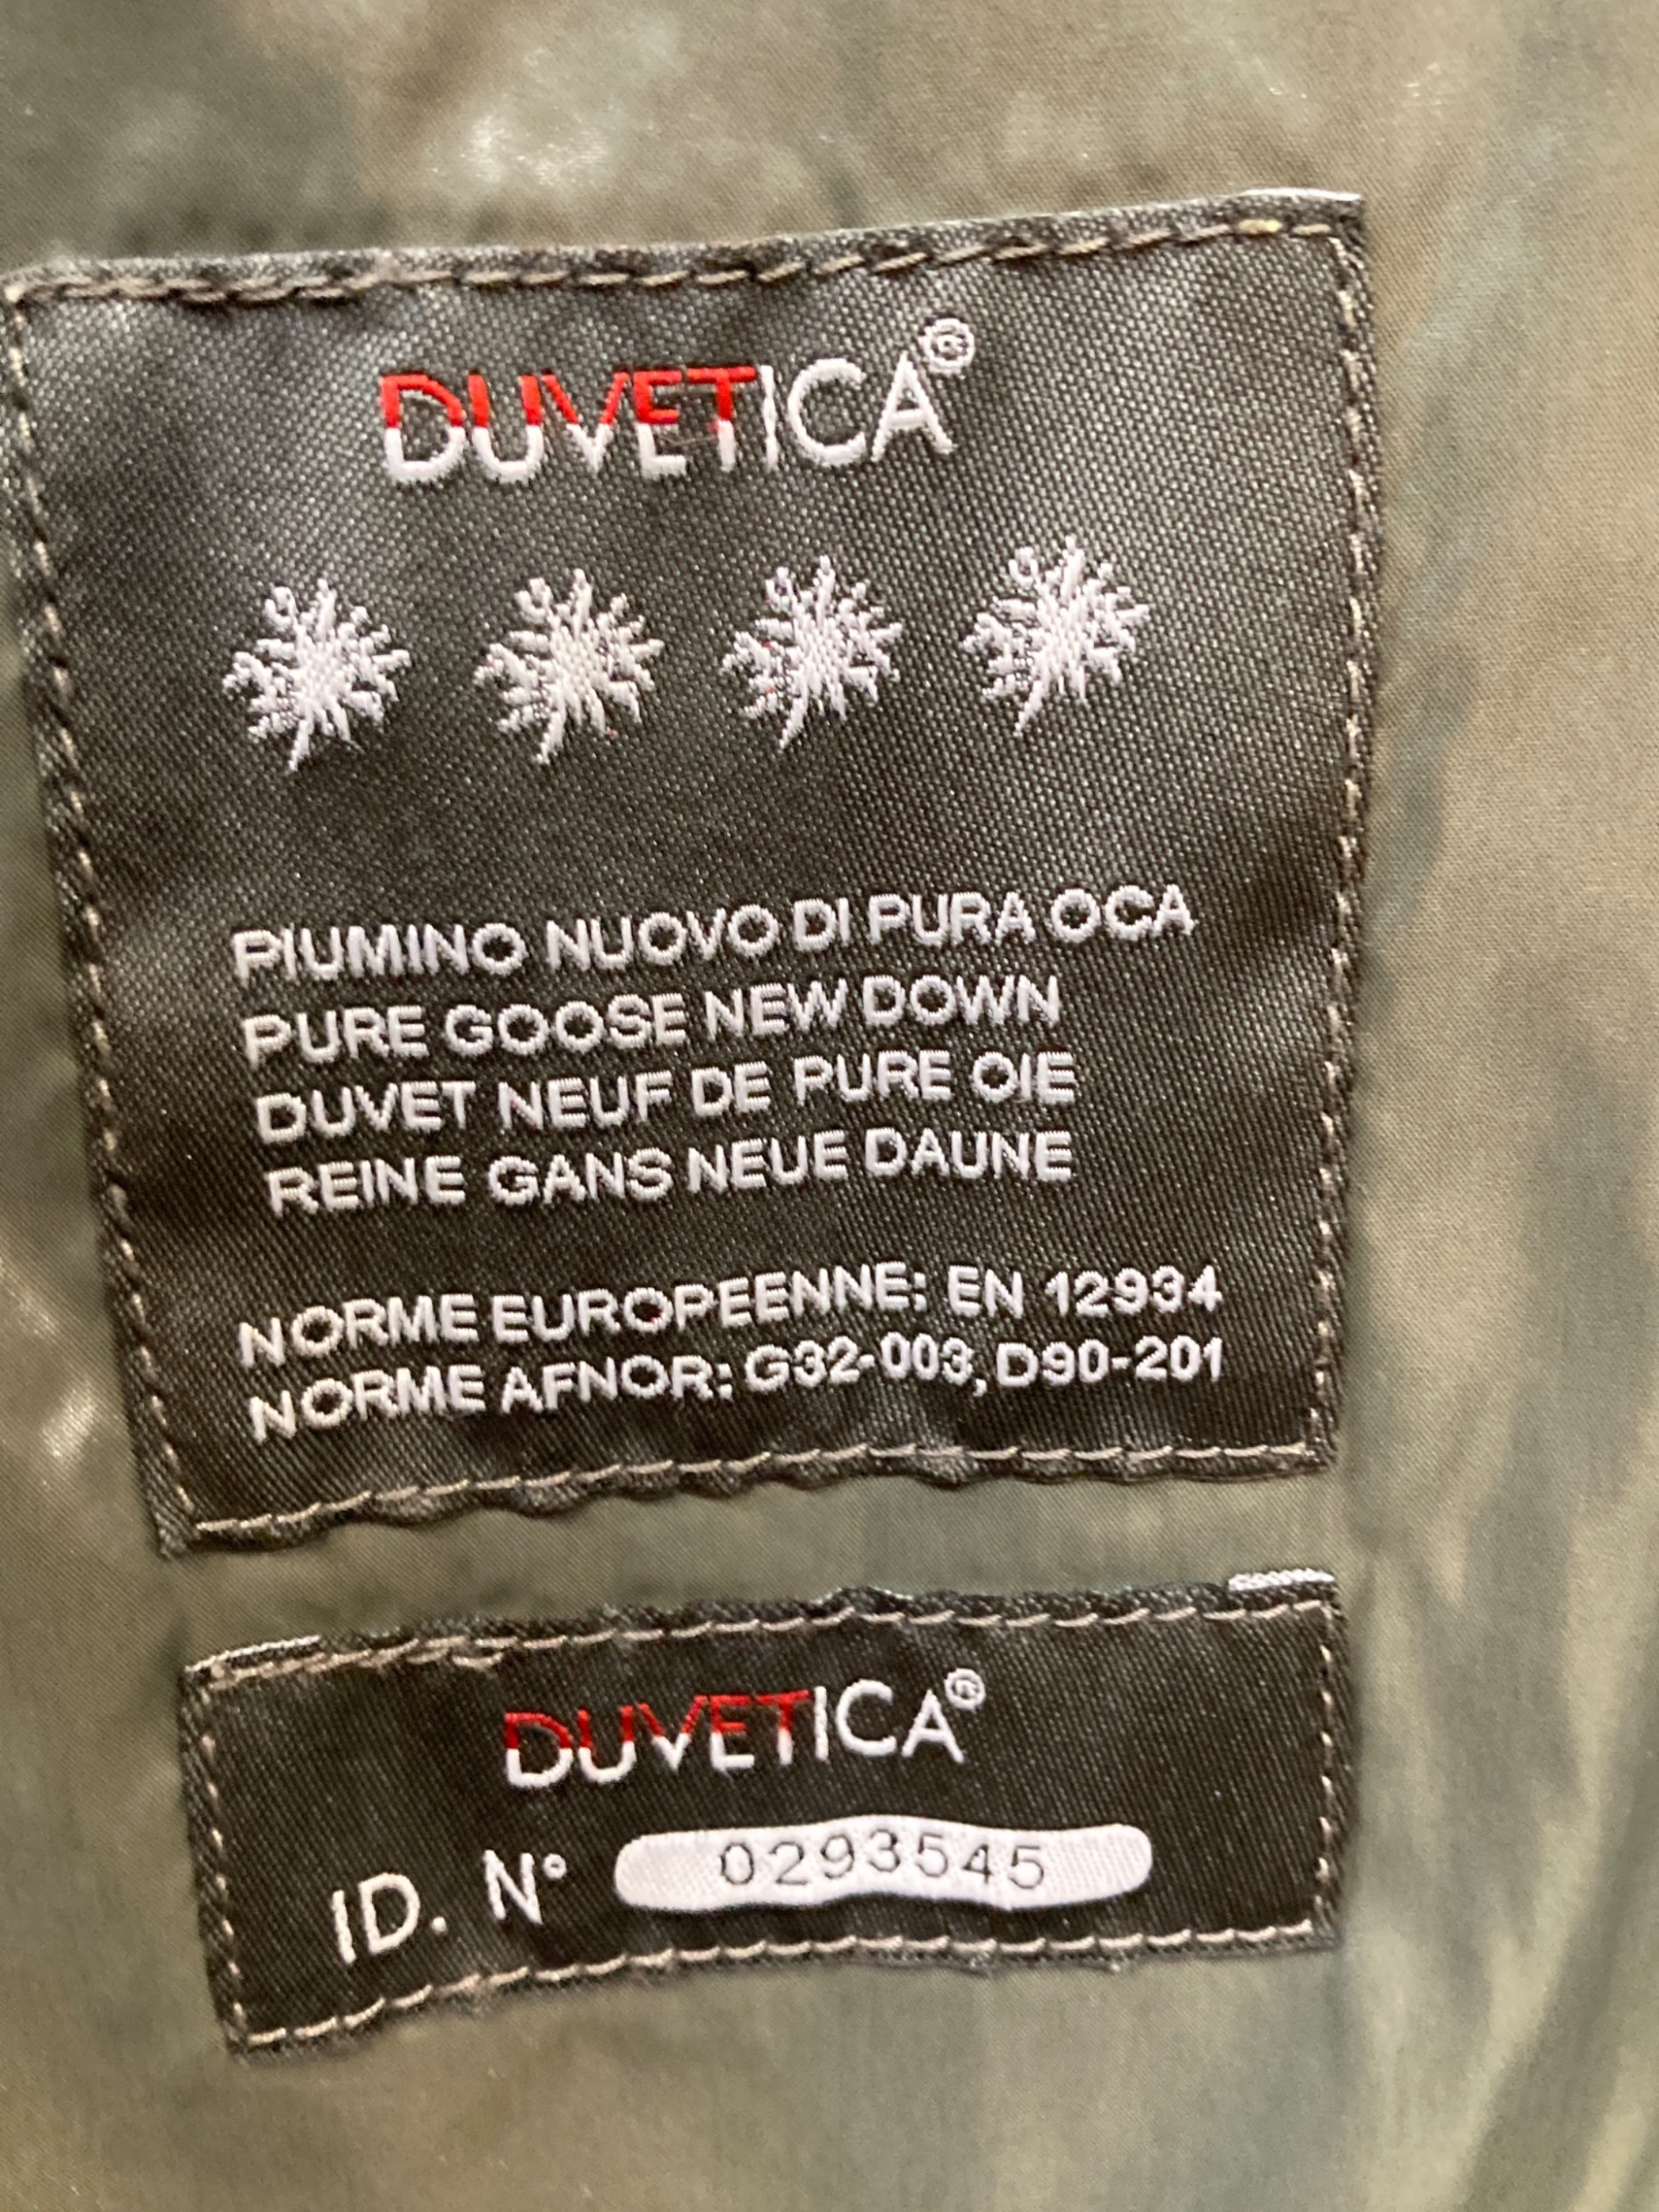 DUVETICA®
PIUMINO NUOVO DI PURA OCA
PURE GOOSE NEW DOWN
DUVET NEUF DE PURE OIE
REINE GANS NEUE DAUNE
NORME EUROPEENNE: EN 12934
NORME AFNOR: G32-003, D90-201
DUVETICA®
ID. N° 0293545